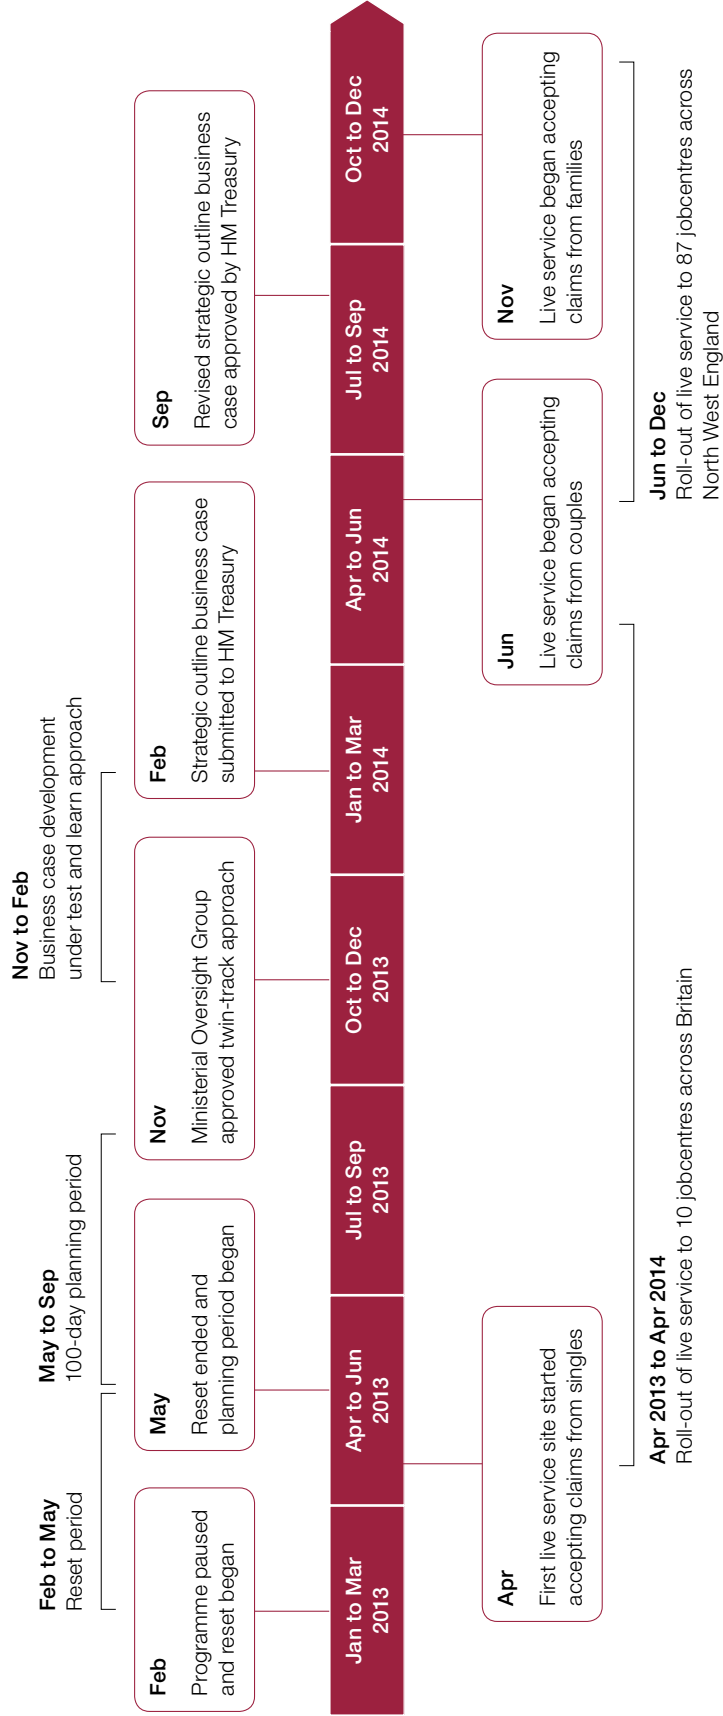 Feb to May
Reset period
May to Sep
100-day planning period
Nov to Feb
Business case development
under test and learn approach
Feb
Programme paused
and reset began
May
Reset ended and
planning period began
Nov
Ministerial Oversight Group
approved twin-track approach
Feb
Strategic outline business case
submitted to HM Treasury
Sep
Revised strategic outline business
case approved by HM Treasury
Jan to Mar
2013
Apr to Jun
2013
Jul to Sep
2013
Oct to Dec
2013
Jan to Mar
2014
Apr to Jun
2014
Jul to Sep
2014
Oct to Dec
2014
Apr
First live service site started
accepting claims from singles
Jun
Live service began accepting
claims from couples
Nov
Live service began accepting
claims from families
Apr 2013 to Apr 2014
Roll-out of live service to 10 jobcentres across Britain
Jun to Dec
Roll-out of live service to 87 jobcentres across
North West England